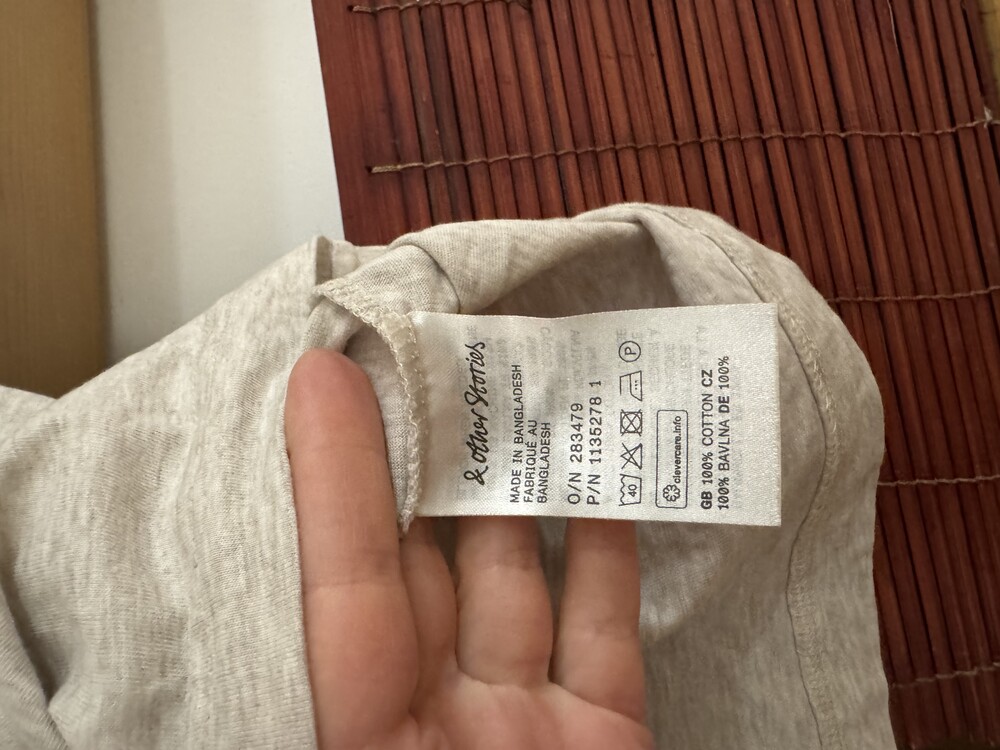 & other Stories
MADE IN BANGLADESH
FABRIQUÉ AU
BANGLADESH
O/N 283479
P/N 1135278 1
40
P
clevercare.info
GB 100% COTTON CZ
100% BAVLNA DE 100%